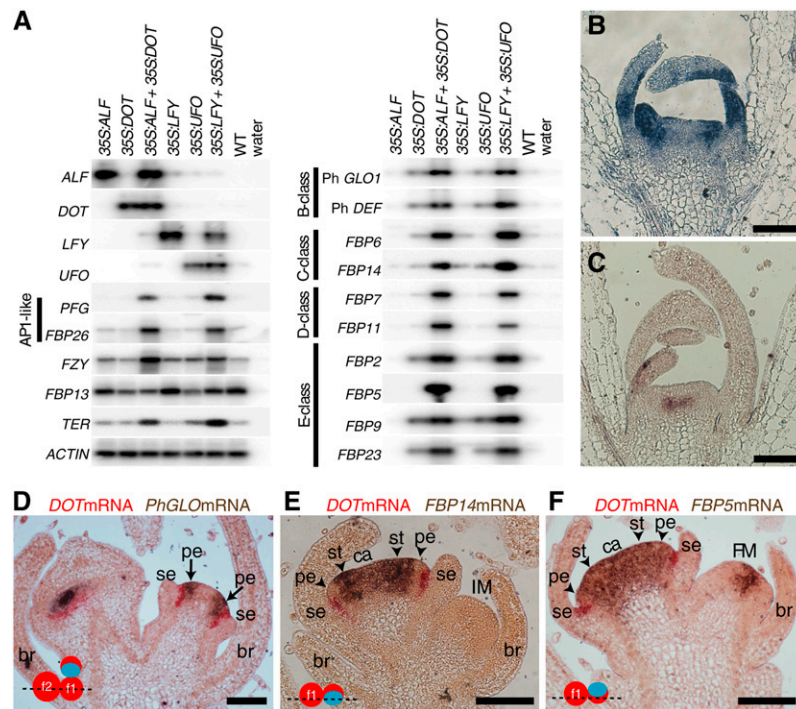 A
35S:ALF
35S:DOT
35S:ALF + 35S:DOT
35S:LFY
35S:UFO
35S:LFY + 35S:UFO
WT
water
ALF
DOT
LFY
UFO
AP1-like
PFG
FBP26
FZY
FBP13
TER
ACTIN
35S:ALF
35S:DOT
35S:ALF + 35S:DOT
35S:LFY
35S:UFO
35S:LFY + 35S:UFO
WT
water
B-class
Ph GLO1
Ph DEF
C-class
FBP6
FBP14
D-class
FBP7
FBP11
E-class
FBP2
FBP5
FBP9
FBP23
B
C
D DOTmRNA PhGLOmRNA
pe
se
pe
se
br
br
f2 f1
E DOTmRNA FBP14mRNA
st ca st pe
pe
se
se
IM
br
br
f1
F DOTmRNA FBP5mRNA
st ca st pe
pe
se
se
FM
br
f1